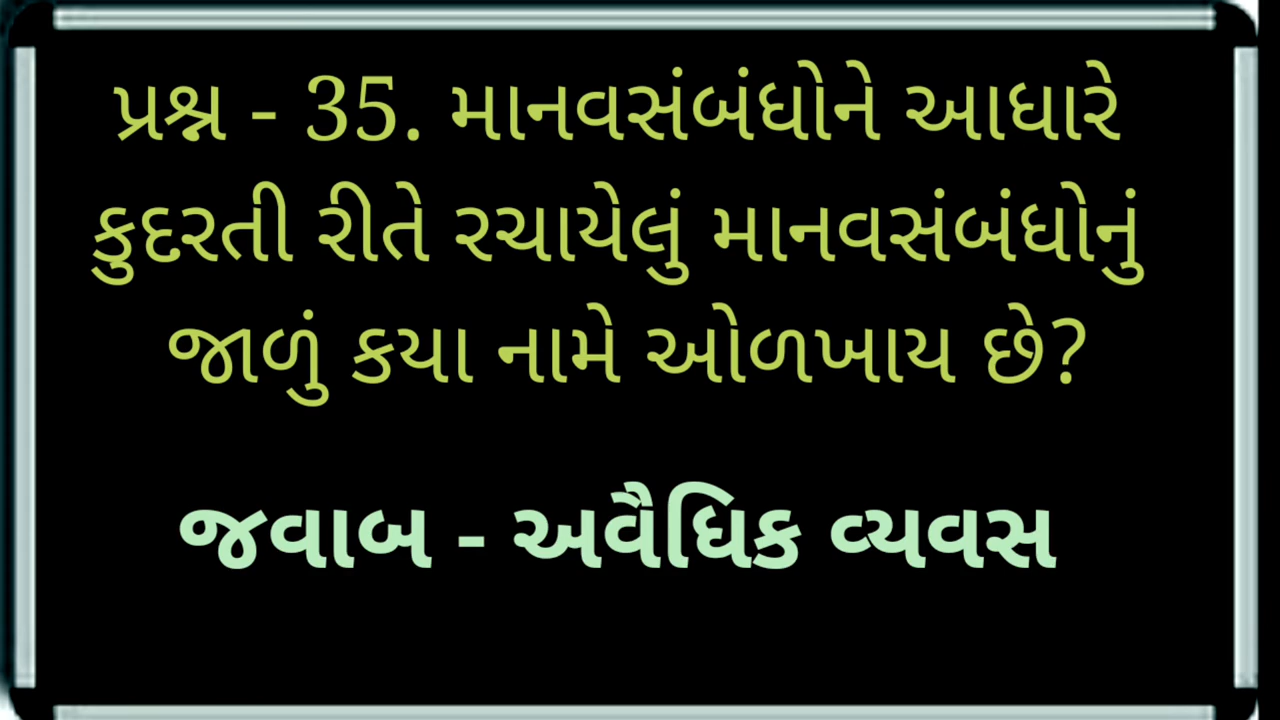 પ્રશ્ન - 35. માનવસંબંધોને આધારે
કુદરતી રીતે રચાયેલું માનવસંબંધોનું
જાળું કયા નામે ઓળખાય છે?
જવાબ - અવૈધિક વ્યવસ